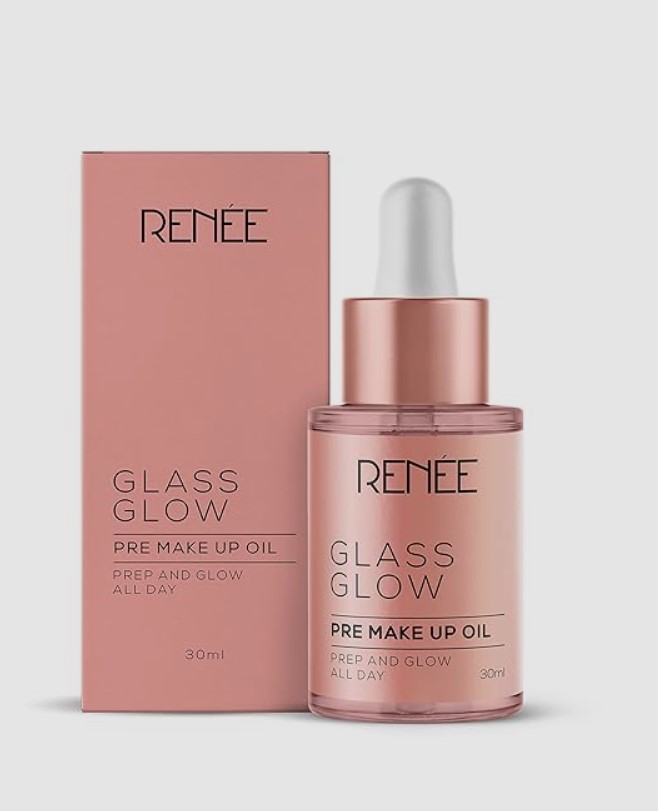 RENÉE
GLASS
GLOW
PRE MAKE UP OIL
PREP AND GLOW
ALL DAY
30ml
RENÉE
GLASS
GLOW
PRE MAKE UP OIL
PREP AND GLOW
ALL DAY
30ml